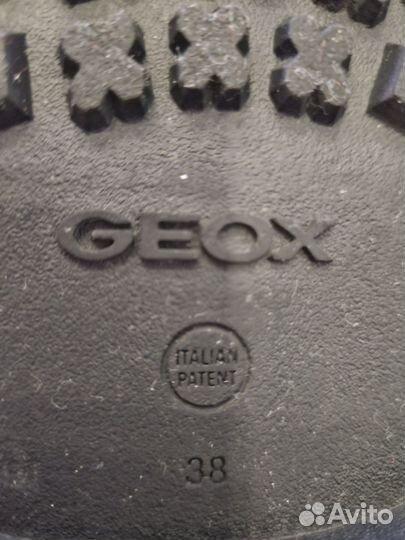 GEOX
ITALIAN
PATENT
38
Avito